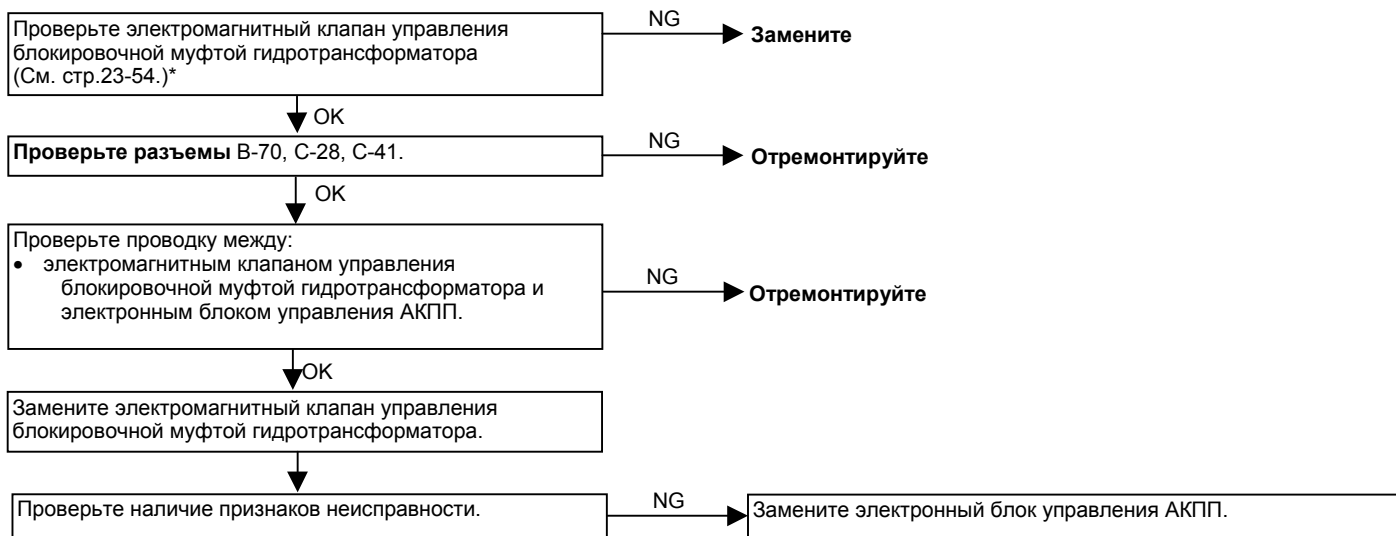 Проверьте электромагнитный клапан управления
блокировочной муфтой гидротрансформатора
(См. стр.23-54.)*
NG
Замените
OK
Проверьте разъемы B-70, C-28, C-41.
NG
Отремонтируйте
OK
Проверьте проводку между:
• электромагнитным клапаном управления
блокировочной муфтой гидротрансформатора и
электронным блоком управления АКПП.
NG
Отремонтируйте
OK
Замените электромагнитный клапан управления
блокировочной муфтой гидротрансформатора.
Проверьте наличие признаков неисправности.
NG
Замените электронный блок управления АКПП.